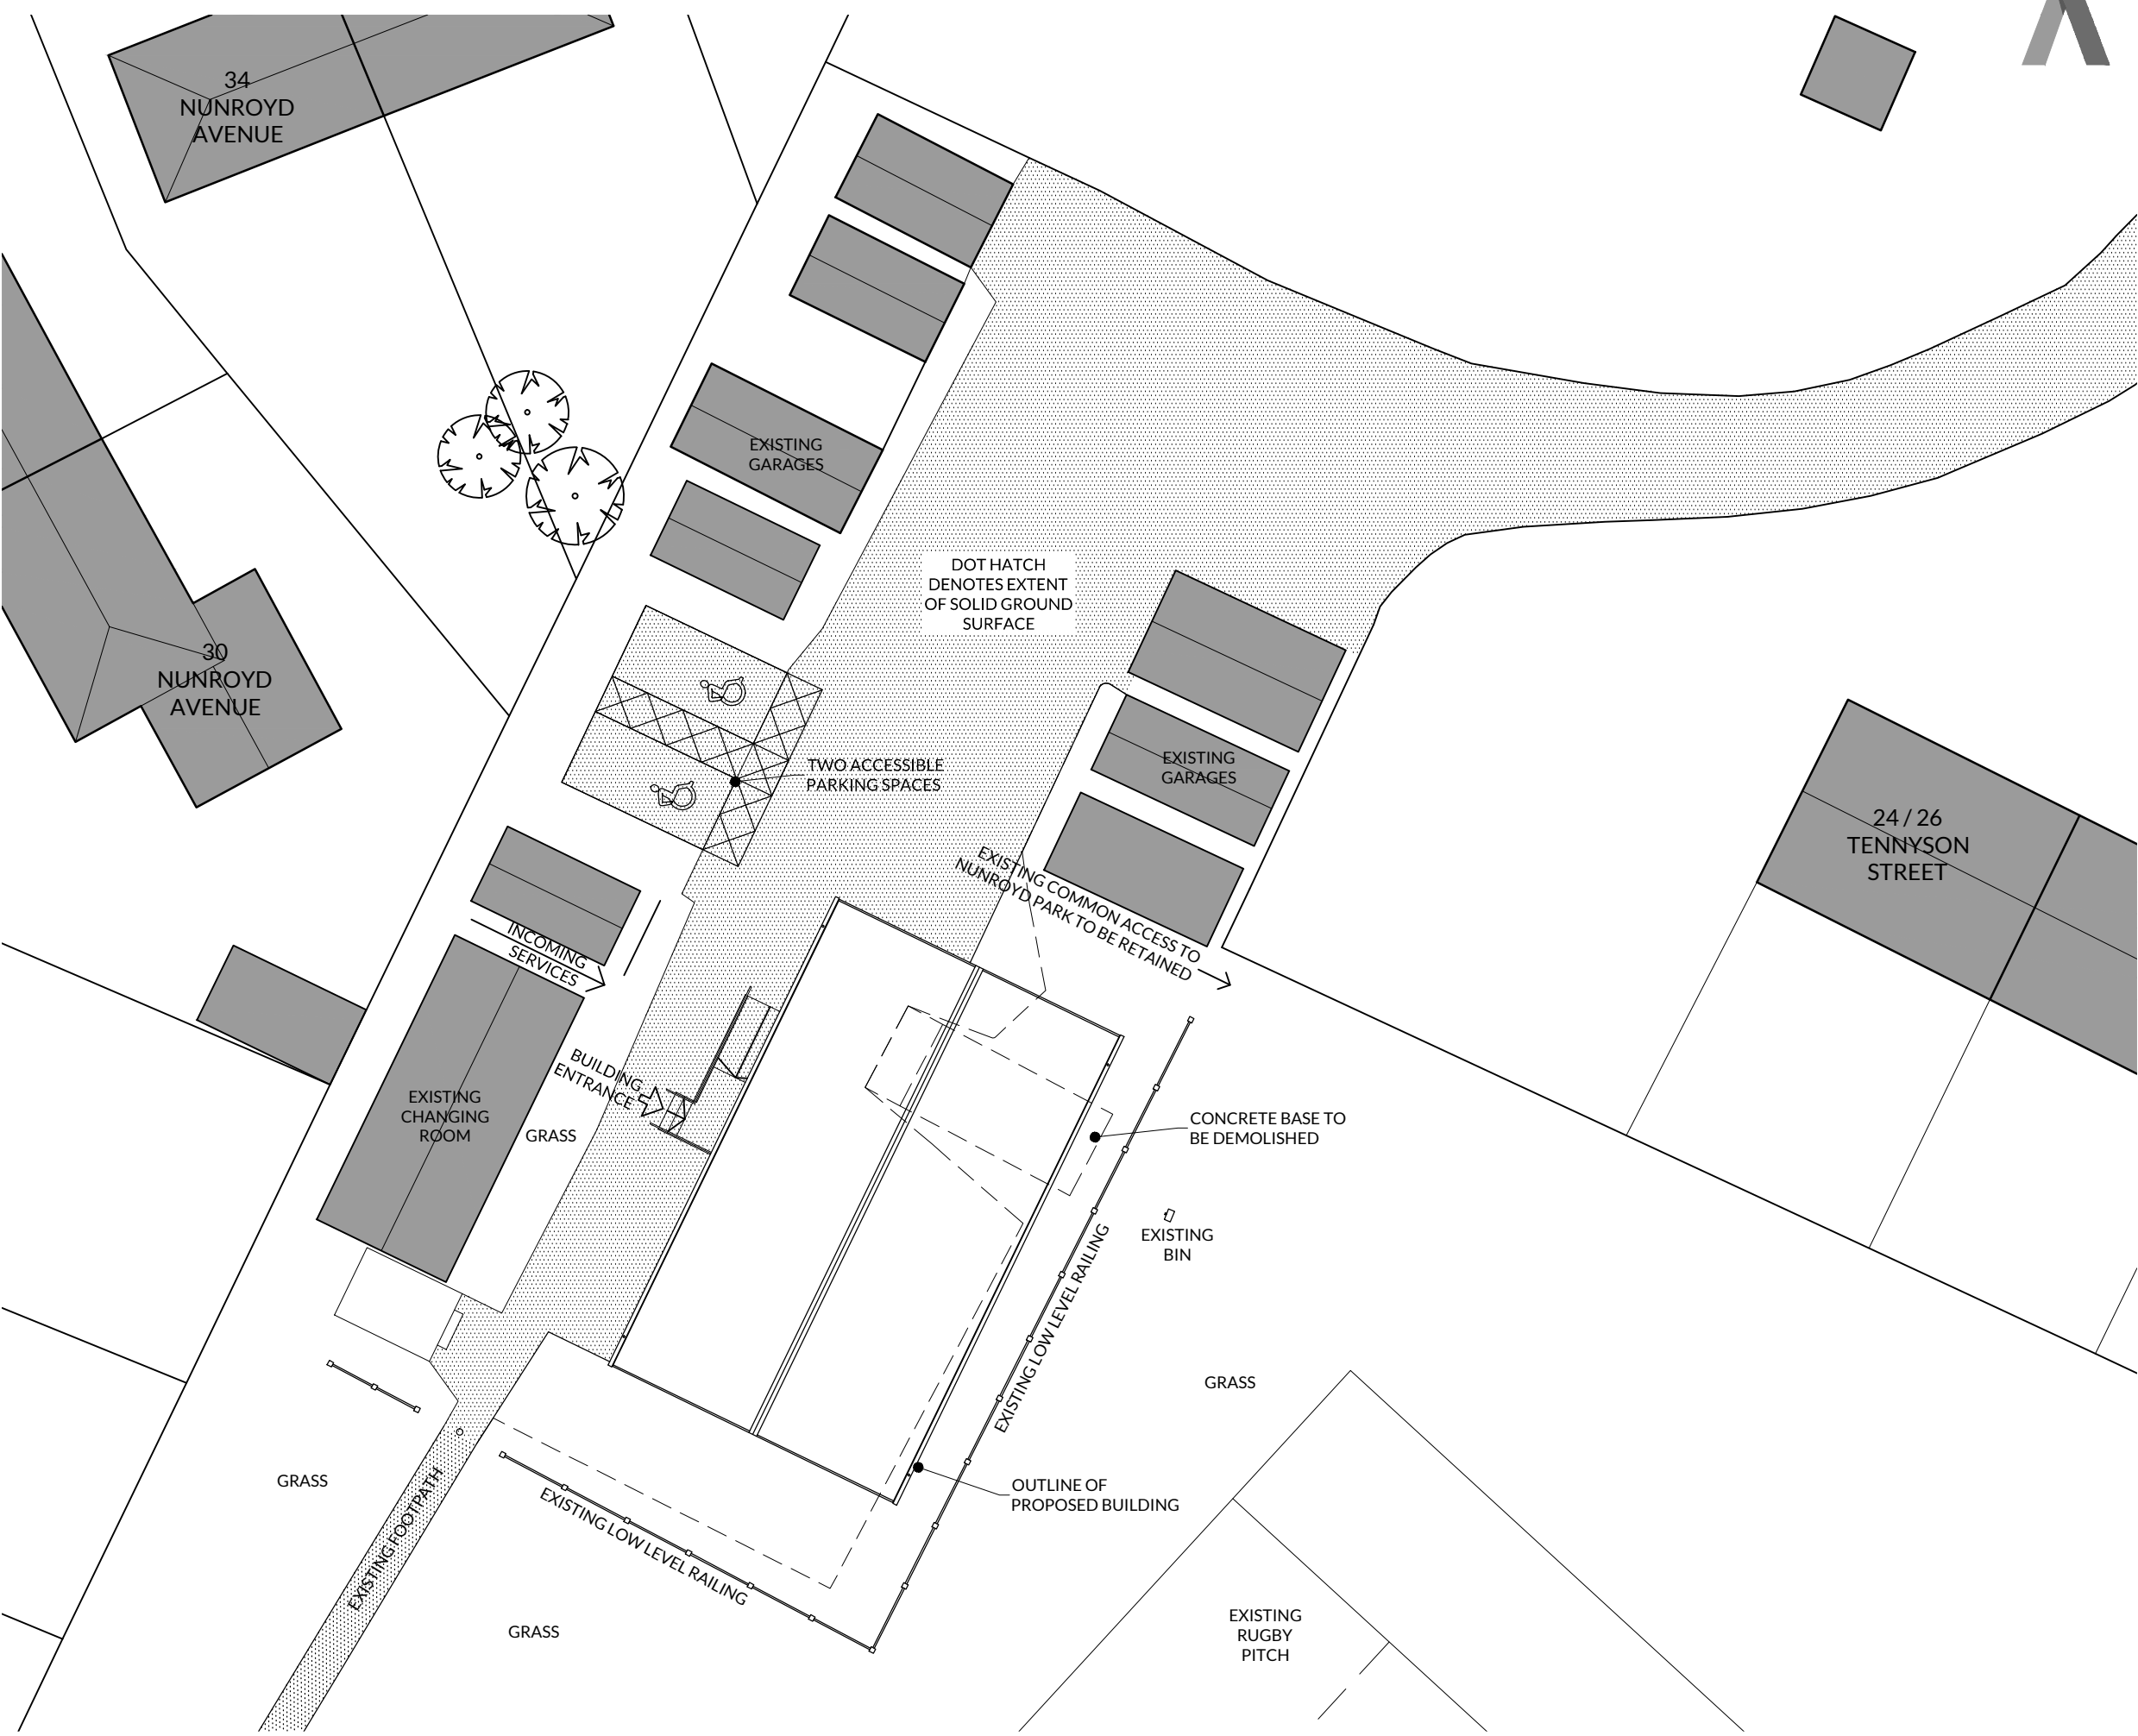 34
NUNROYD
AVENUE
EXISTING
GARAGES
DOT HATCH
DENOTES EXTENT
OF SOLID GROUND
SURFACE
30
NUNROYD
AVENUE
TWO ACCESSIBLE
PARKING SPACES
EXISTING
GARAGES
24 / 26
TENNYSON
STREET
EXISTING COMMON ACCESS TO
NUNROYD PARK TO BE RETAINED
INCOMING
SERVICES
BUILDING
ENTRANCE
EXISTING
CHANGING
ROOM
GRASS
CONCRETE BASE TO
BE DEMOLISHED
EXISTING
BIN
EXISTING LOW LEVEL RAILING
GRASS
GRASS
EXISTING FOOTPATH
EXISTING LOW LEVEL RAILING
OUTLINE OF
PROPOSED BUILDING
GRASS
EXISTING
RUGBY
PITCH